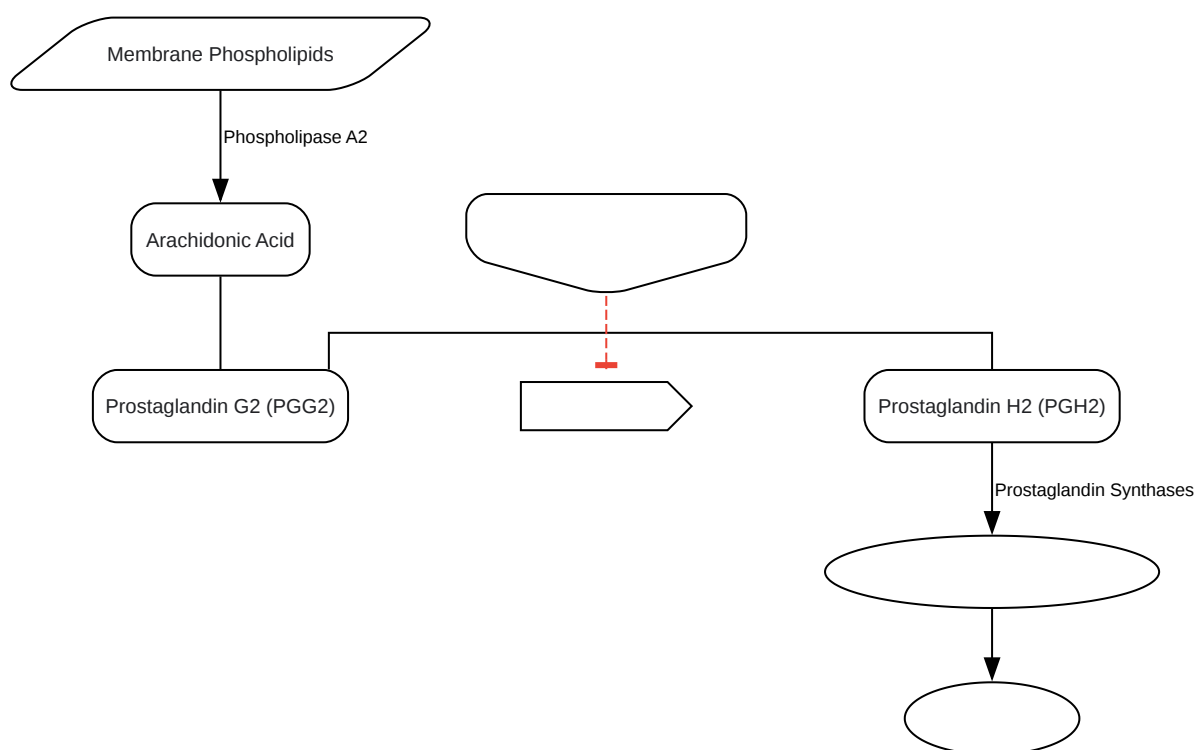 Membrane Phospholipids
Phospholipase A2
Arachidonic Acid
Prostaglandin G2 (PGG2)
Prostaglandin H2 (PGH2)
Prostaglandin Synthases